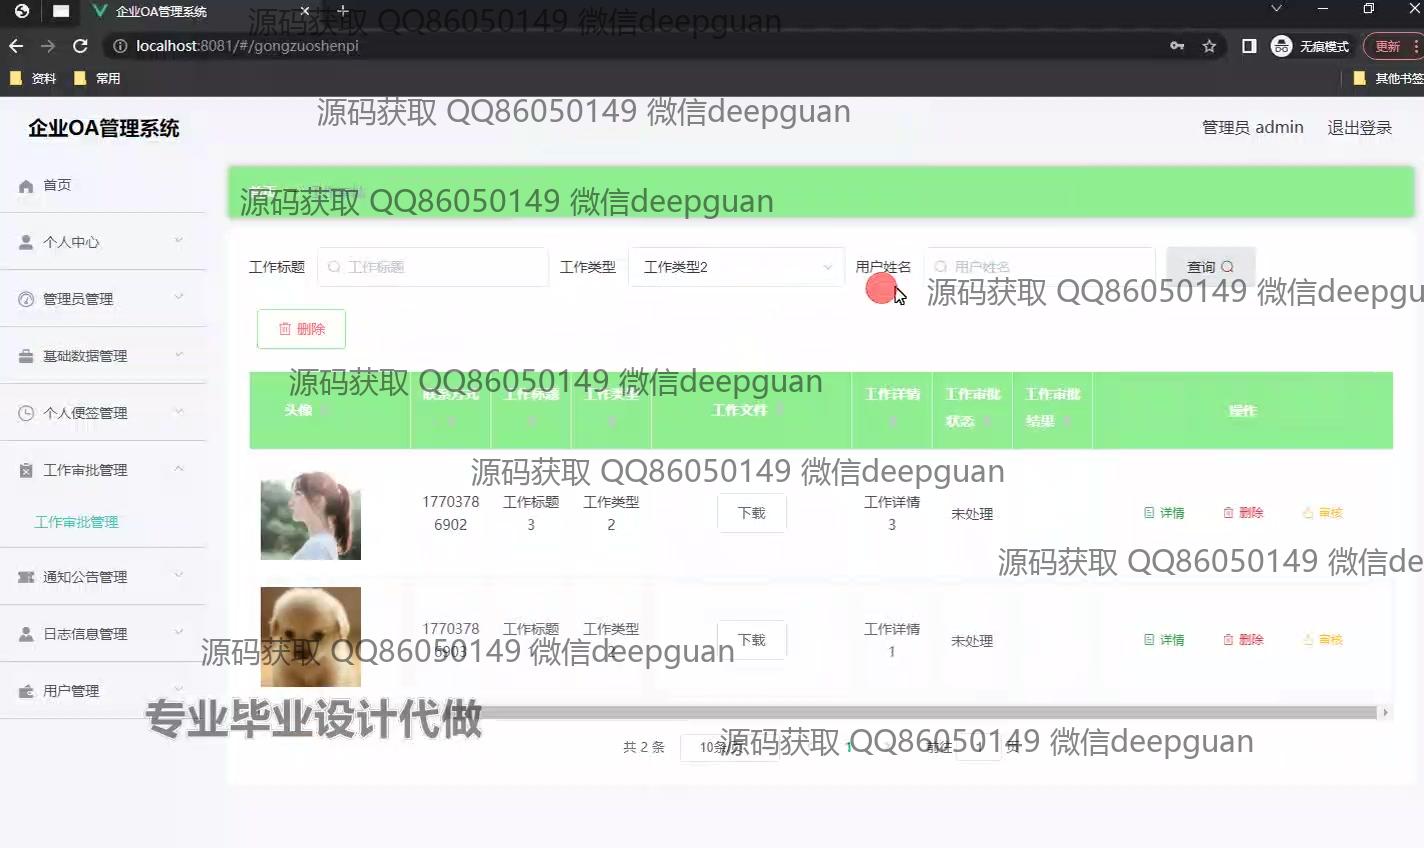 企业OA管理系统
源码获取 QQ86050149 微信deepguan
localhost:8081/#/gongzuoshenpi
无痕模式
更新
资料
常用
其他书签
源码获取 QQ86050149 微信deepguan
企业OA管理系统
管理员 admin
退出登录
首页
源码获取 QQ86050149 微信deepguan
个人中心
工作标题
工作标题
工作类型
工作类型2
用户姓名
用户姓名
查询
管理员管理
源码获取 QQ86050149 微信deepgu
删除
基础数据管理
源码获取 QQ86050149 微信deepguan
头像
联系方式
工作标题
工作类型
工作文件
工作详情
工作审批
状态
工作审批
结果
操作
个人便签管理
工作审批管理
源码获取 QQ86050149 微信deepguan
1770378
6902
工作标题
3
工作类型
2
下载
工作详情
3
未处理
详情
删除
审核
工作审批管理
源码获取 QQ86050149 微信de
通知公告管理
日志信息管理
1770378
6903
工作标题
工作类型
2
下载
工作详情
1
未处理
详情
删除
审核
源码获取 QQ86050149 微信deepguan
用户管理
专业毕业设计代做
共 2 条
10条/页
1
前往
1
页
源码获取 QQ86050149 微信deepguan